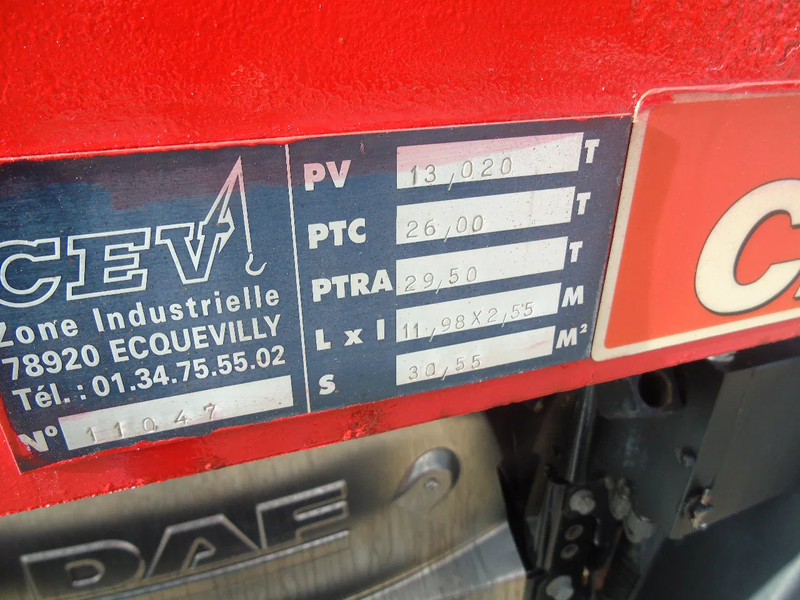 CEV
Zone Industrielle
78920 ECQUEVILLY
Tél.: 01.34.75.55.02
N° 11047
PV 13,020 T
PTC 26,00 T
PTRA 29,50 T
L x l 11,98X2,55 M
S 30,55 M²
DAF